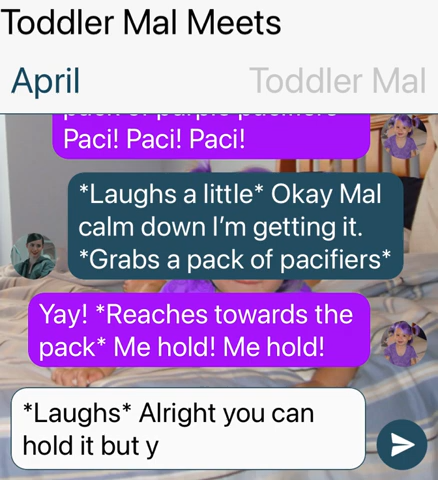 Toddler Mal Meets
April
Toddler Mal
Paci! Paci! Paci!
*Laughs a little* Okay Mal
calm down I'm getting it.
*Grabs a pack of pacifiers*
Yay! *Reaches towards the
pack* Me hold! Me hold!
*Laughs* Alright you can
hold it but y